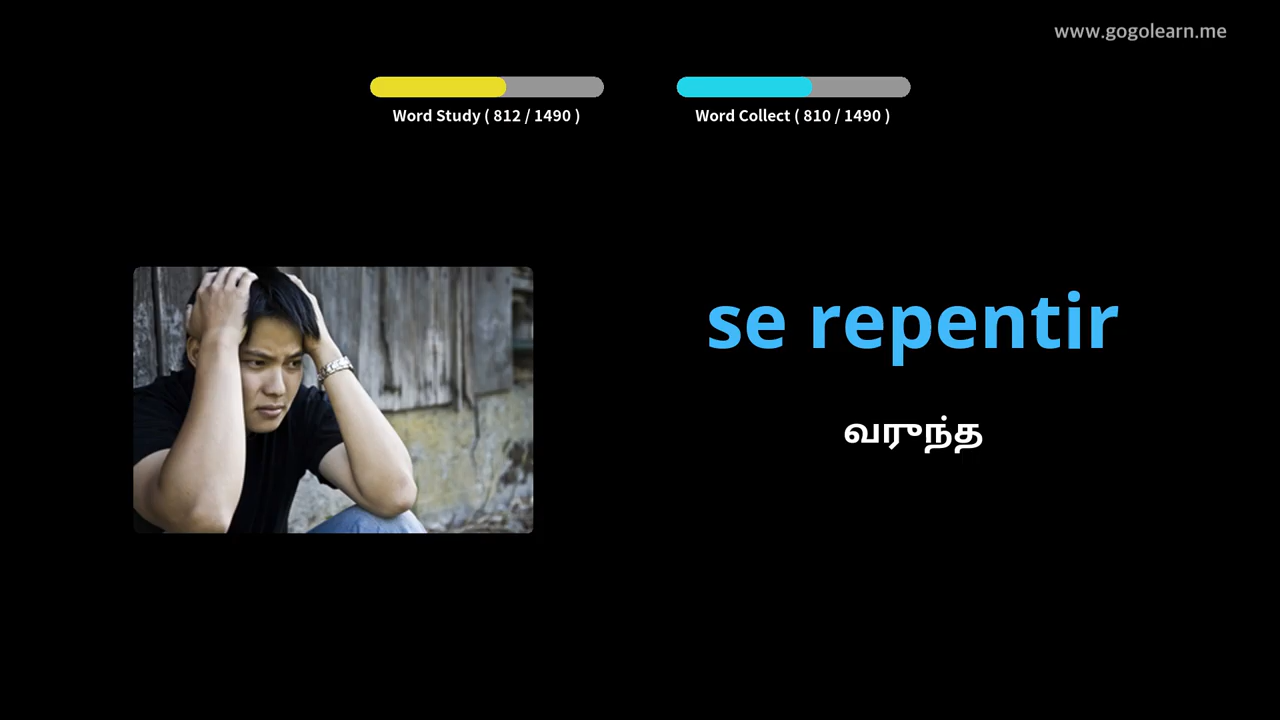 www.gogolearn.me
Word Study ( 812 / 1490 )
Word Collect ( 810 / 1490 )
se repentir
வருந்த